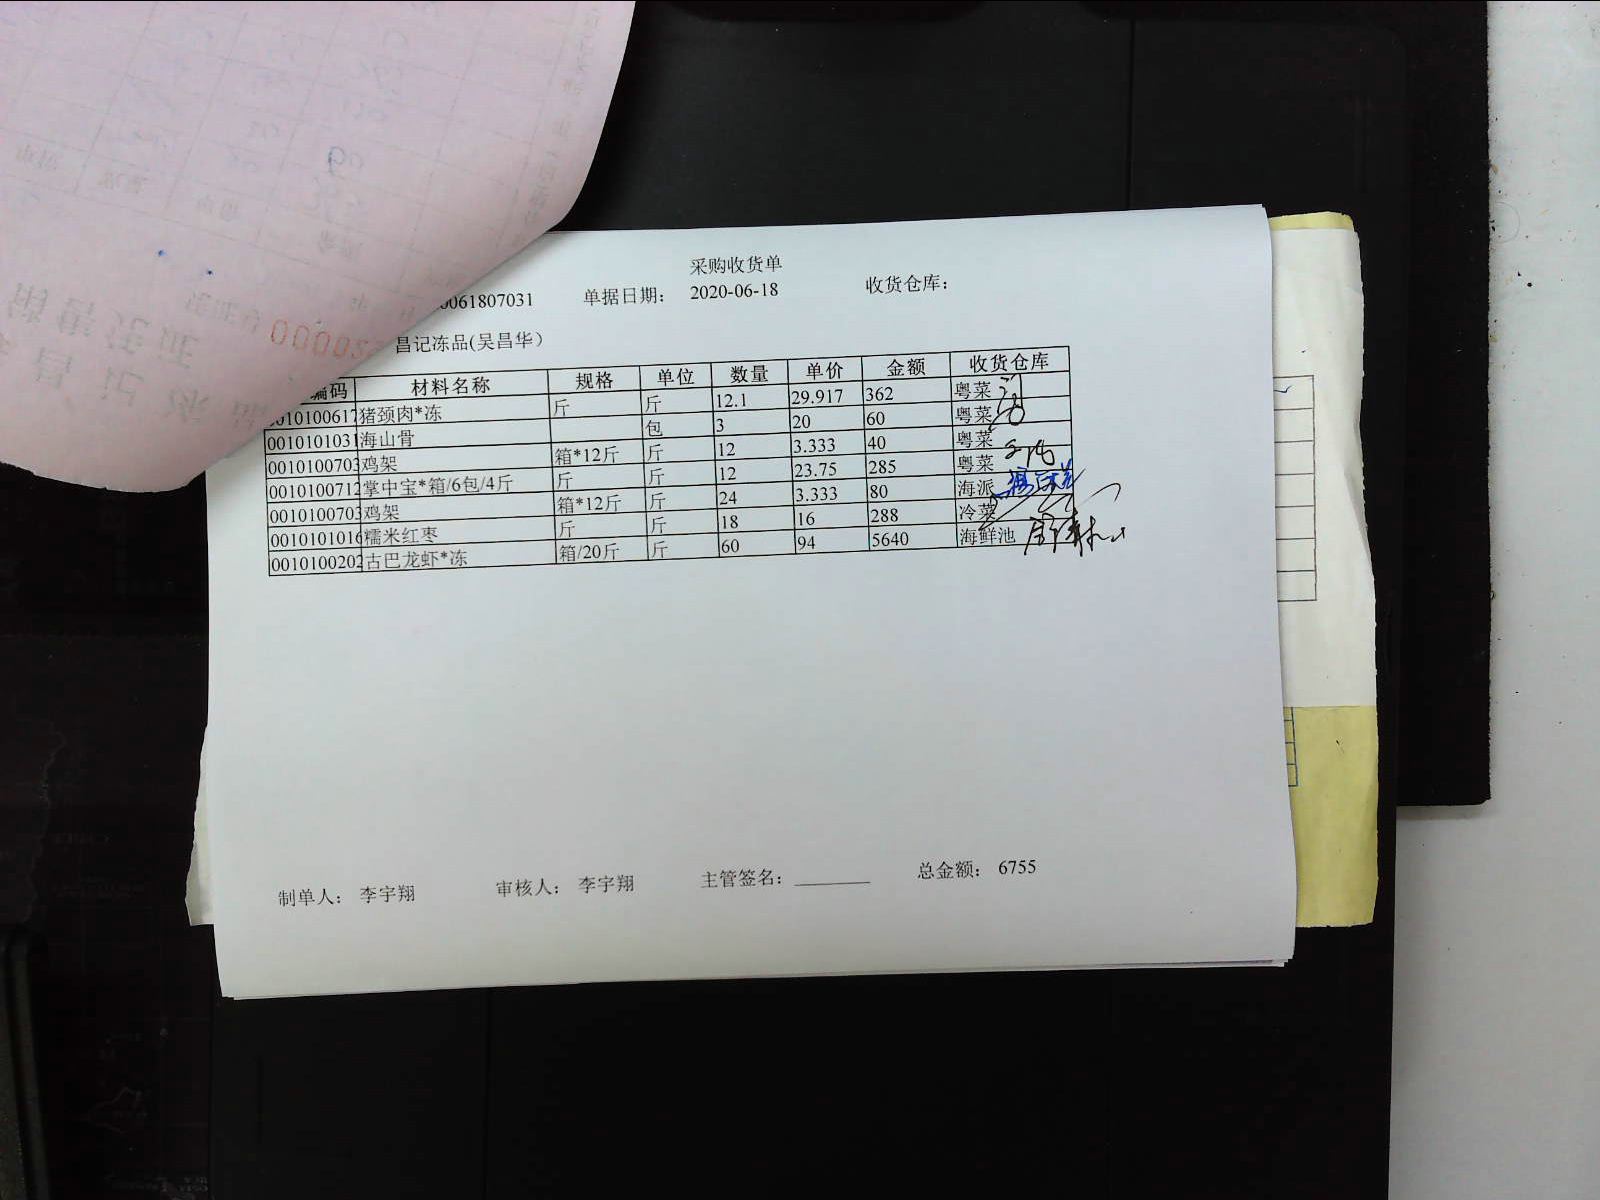 采购收货单
0061807031 单据日期： 2020-06-18 收货仓库：
昌记冻品(吴昌华）
编码 材料名称 规格 单位 数量 单价 金额 收货仓库
010100617 猪颈肉*冻 斤 斤 12.1 29.917 362 粤菜
0010101031 海山骨 包 3 20 60 粤菜
0010100703 鸡架 箱*12斤 斤 12 3.333 40 粤菜
0010100712 掌中宝*箱/6包/4斤 斤 斤 12 23.75 285 粤菜
0010100703 鸡架 箱*12斤 斤 24 3.333 80 海派
0010101016 糯米红枣 斤 斤 18 16 288 冷菜
0010100202 古巴龙虾*冻 箱/20斤 斤 60 94 5640 海鲜池
制单人： 李宇翔 审核人： 李宇翔 主管签名： 总金额： 6755